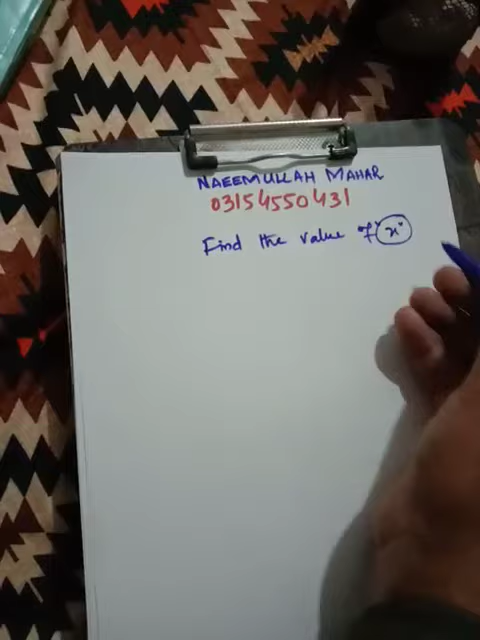 NAEEMULLAH MAHAR
03154550431
Find the value of "x"